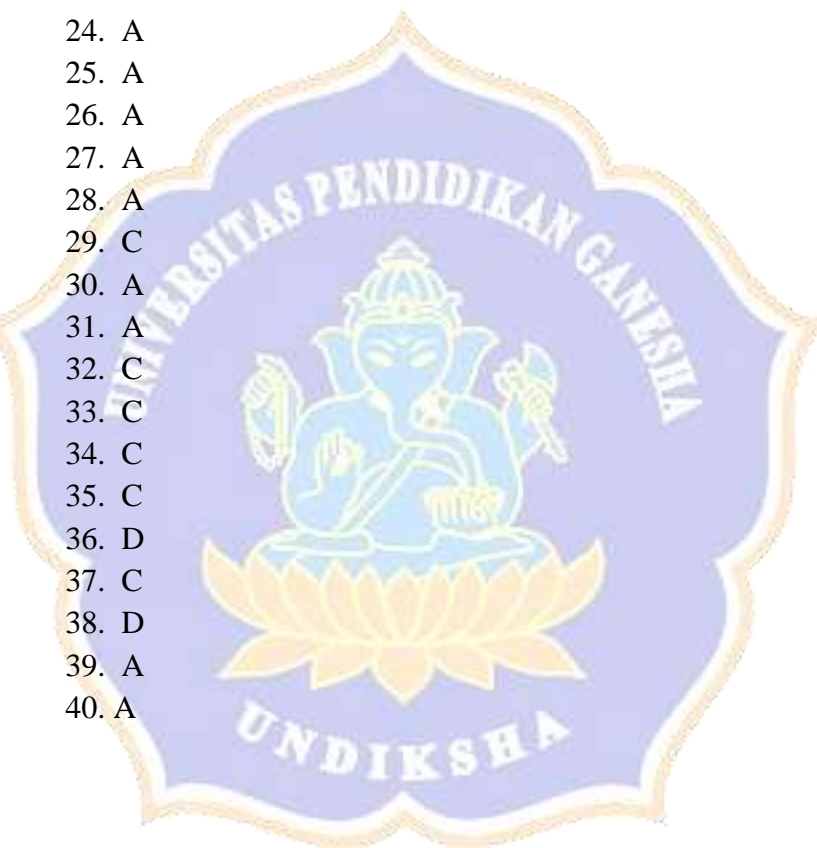 24. A
25. A
26. A
27. A
28. A
29. C
30. A
31. A
32. C
33. C
34. C
35. C
36. D
37. C
38. D
39. A
40. A
UNIVERSITAS PENDIDIKAN GANESHA
UNDIKSHA